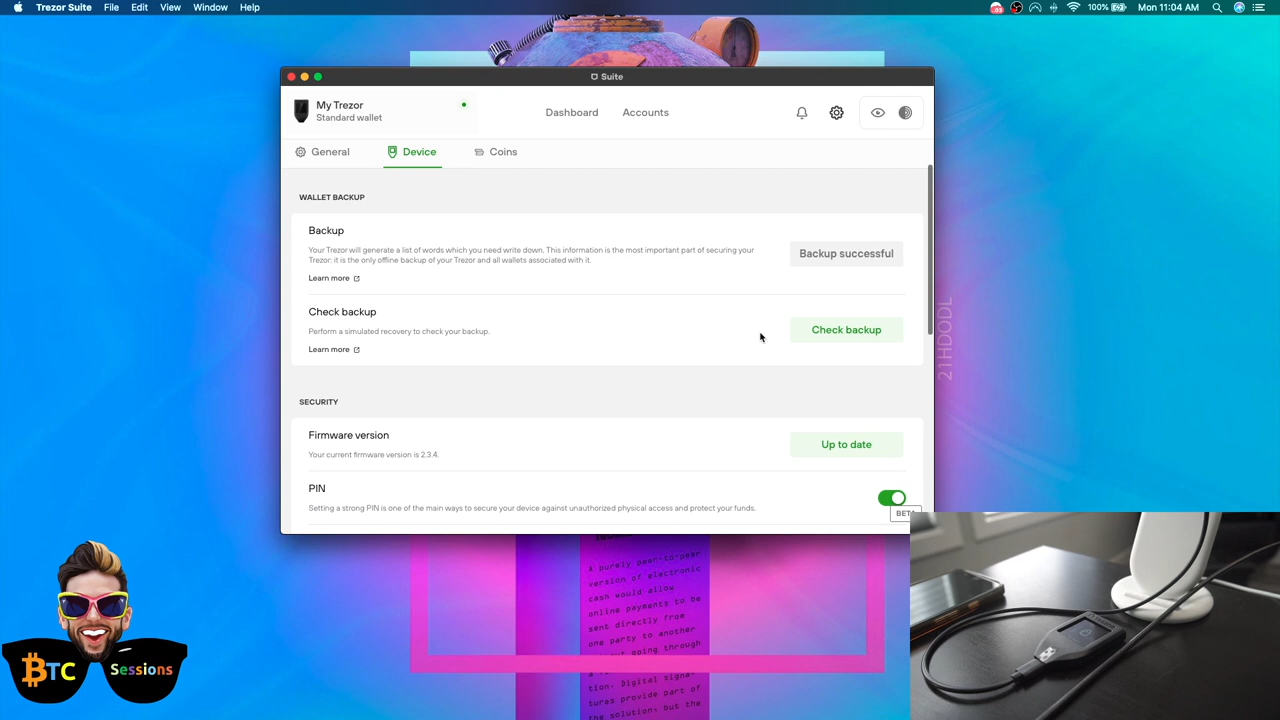 Trezor Suite File Edit View Window Help
100% Mon 11:04 AM
Suite
My Trezor
Standard wallet
Dashboard Accounts
General Device Coins
WALLET BACKUP
Backup
Your Trezor will generate a list of words which you need write down. This information is the most important part of securing your
Trezor: it is the only offline backup of your Trezor and all wallets associated with it.
Learn more
Backup successful
Check backup
Perform a simulated recovery to check your backup.
Learn more
Check backup
SECURITY
Firmware version
Your current firmware version is 2.3.4.
Up to date
PIN
Setting a strong PIN is one of the main ways to secure your device against unauthorized physical access and protect your funds.
BETA
21HDODL
A purely peer-to-peer
version of electronic
cash would allow
online payments to be
sent directly from
one party to another
going through
tion. Digital signa-
tures provide part of
the solution, but the
BTC Sessions